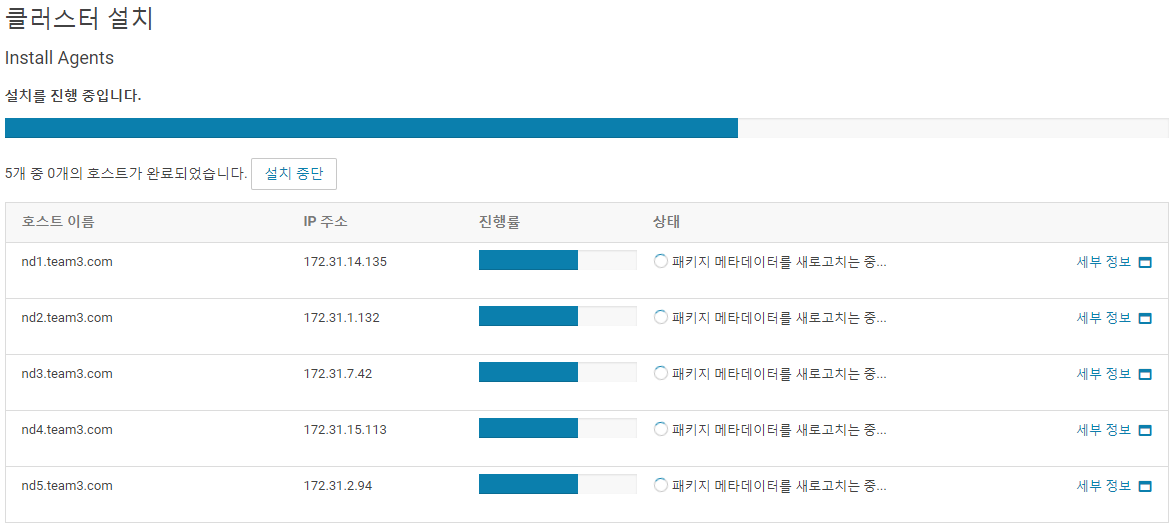 클러스터 설치
Install Agents
설치를 진행 중입니다.
5개 중 0개의 호스트가 완료되었습니다. 설치 중단
호스트 이름 IP 주소 진행률 상태
nd1.team3.com 172.31.14.135 패키지 메타데이터를 새로고치는 중... 세부 정보
nd2.team3.com 172.31.1.132 패키지 메타데이터를 새로고치는 중... 세부 정보
nd3.team3.com 172.31.7.42 패키지 메타데이터를 새로고치는 중... 세부 정보
nd4.team3.com 172.31.15.113 패키지 메타데이터를 새로고치는 중... 세부 정보
nd5.team3.com 172.31.2.94 패키지 메타데이터를 새로고치는 중... 세부 정보